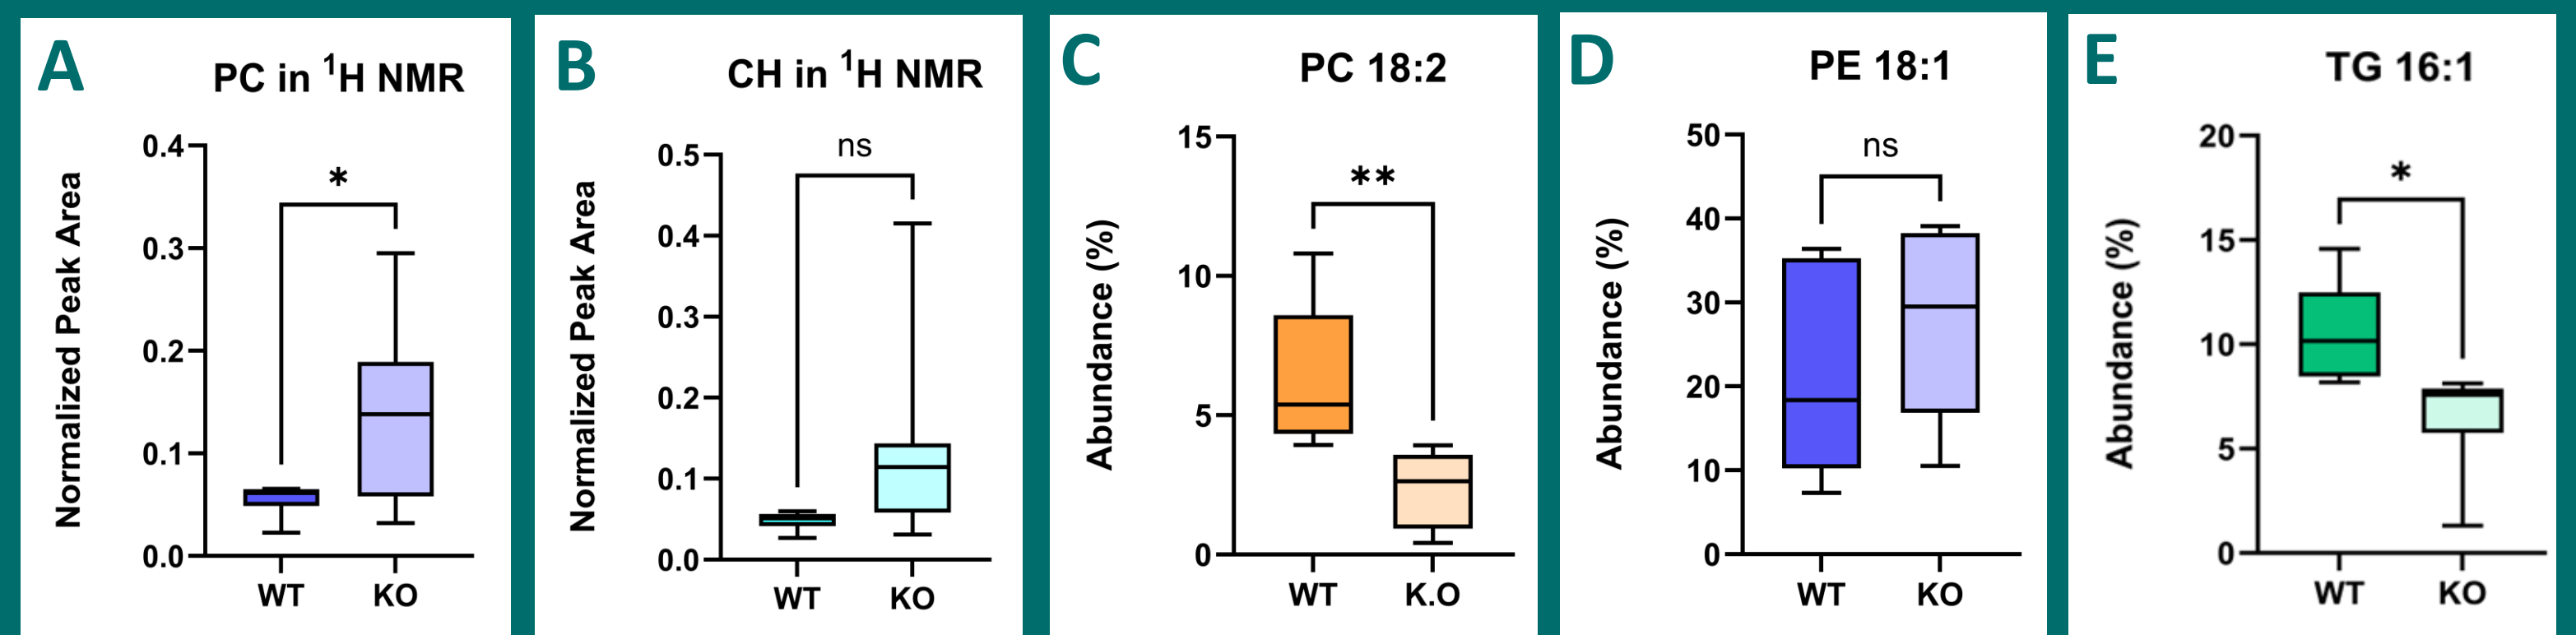 A
PC in ¹H NMR
Normalized Peak Area
0.4
0.3
0.2
0.1
0.0
*
WT
KO
B
CH in ¹H NMR
Normalized Peak Area
0.5
0.4
0.3
0.2
0.1
0.0
ns
WT
KO
C
PC 18:2
Abundance (%)
15
10
5
0
**
WT
K.O
D
PE 18:1
Abundance (%)
50
40
30
20
10
0
ns
WT
KO
E
TG 16:1
Abundance (%)
20
15
10
5
0
*
WT
KO